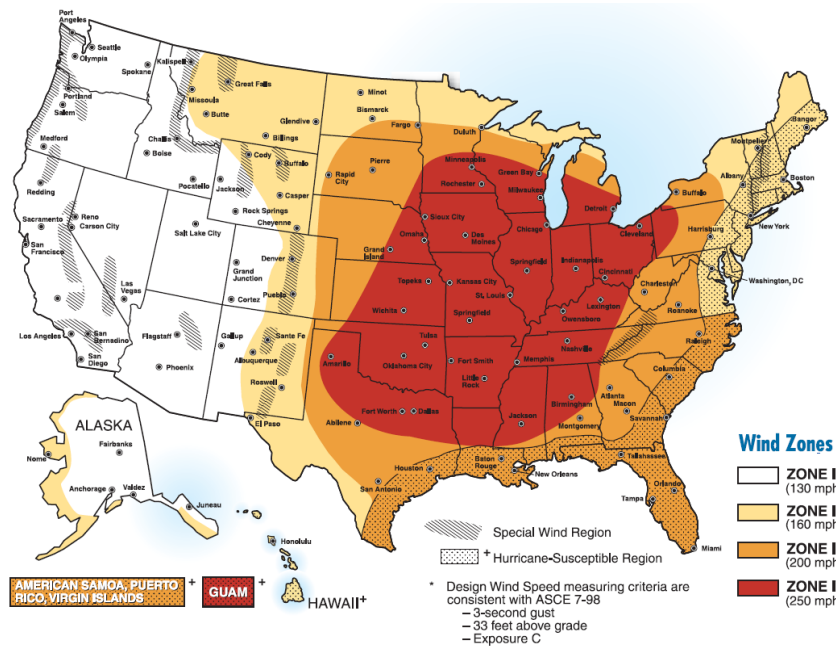 Port
Angeles
Seattle
Olympia
Spokane
Kalispell
Great Falls
Missoula
Butte
Glendive
Billings
Minot
Bismarck
Fargo
Duluth
Portland
Salem
Medford
Challis
Boise
Pocatello
Jackson
Cody
Buffalo
Casper
Rock Springs
Cheyenne
Rapid
City
Pierre
Minneapolis
Rochester
Green Bay
Milwaukee
Detroit
Buffalo
Albany
Montpelier
Bangor
Boston
New York
Harrisburg
Washington, DC
Redding
Sacramento
Reno
Carson City
San
Francisco
Salt Lake City
Las
Vegas
Grand
Junction
Cortez
Denver
Pueblo
Grand
Island
Omaha
Sioux City
Des
Moines
Chicago
Cleveland
Topeka
Kansas City
Springfield
St. Louis
Indianapolis
Cincinnati
Charleston
Roanoke
Raleigh
Lexington
Owensboro
Wichita
Springfield
Nashville
Los Angeles
San
Bernadino
San
Diego
Flagstaff
Phoenix
Gallup
Santa Fe
Albuquerque
Roswell
El Paso
Amarillo
Tulsa
Oklahoma City
Fort Smith
Little
Rock
Memphis
Fort Worth
Dallas
Abilene
Jackson
Birmingham
Montgomery
Atlanta
Macon
Columbia
Savannah
Houston
San Antonio
Baton
Rouge
New Orleans
Tallahassee
Orlando
Tampa
Miami
ALASKA
Fairbanks
Nome
Anchorage
Valdez
Juneau
Honolulu
HAWAII+
AMERICAN SAMOA, PUERTO
RICO, VIRGIN ISLANDS +
GUAM +
Special Wind Region
+ Hurricane-Susceptible Region
* Design Wind Speed measuring criteria are
consistent with ASCE 7-98
– 3-second gust
– 33 feet above grade
– Exposure C
Wind Zones
ZONE I
(130 mph
ZONE I
(160 mph
ZONE I
(200 mph
ZONE I
(250 mph